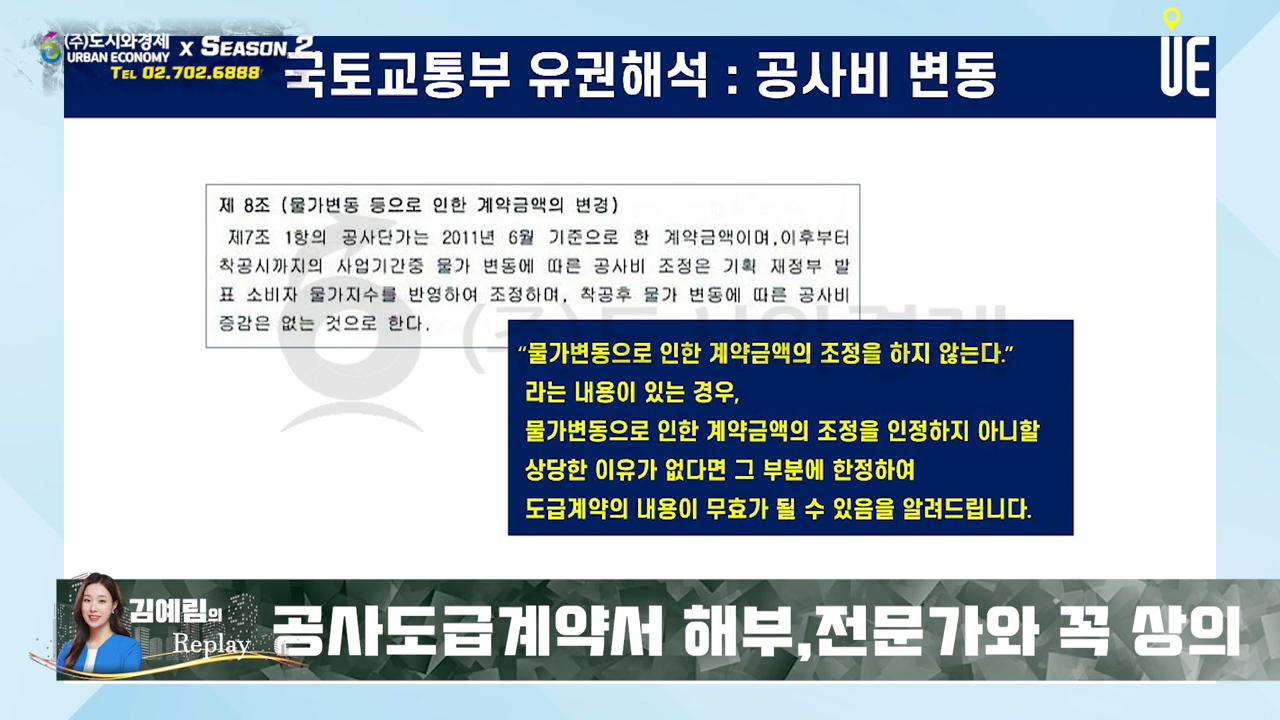 (주)도시와경제
URBAN ECONOMY
X SEASON 2
TEL 02.702.6888
국토교통부 유권해석 : 공사비 변동
UE
제 8조 (물가변동 등으로 인한 계약금액의 변경)
제7조 1항의 공사단가는 2011년 6월 기준으로 한 계약금액이며,이후부터
착공시까지의 사업기간중 물가 변동에 따른 공사비 조정은 기획 재정부 발
표 소비자 물가지수를 반영하여 조정하며, 착공후 물가 변동에 따른 공사비
증감은 없는 것으로 한다.
(주)도시와경제
“물가변동으로 인한 계약금액의 조정을 하지 않는다.”
라는 내용이 있는 경우,
물가변동으로 인한 계약금액의 조정을 인정하지 아니할
상당한 이유가 없다면 그 부분에 한정하여
도급계약의 내용이 무효가 될 수 있음을 알려드립니다.
김예림의
Replay
공사도급계약서 해부,전문가와 꼭 상의